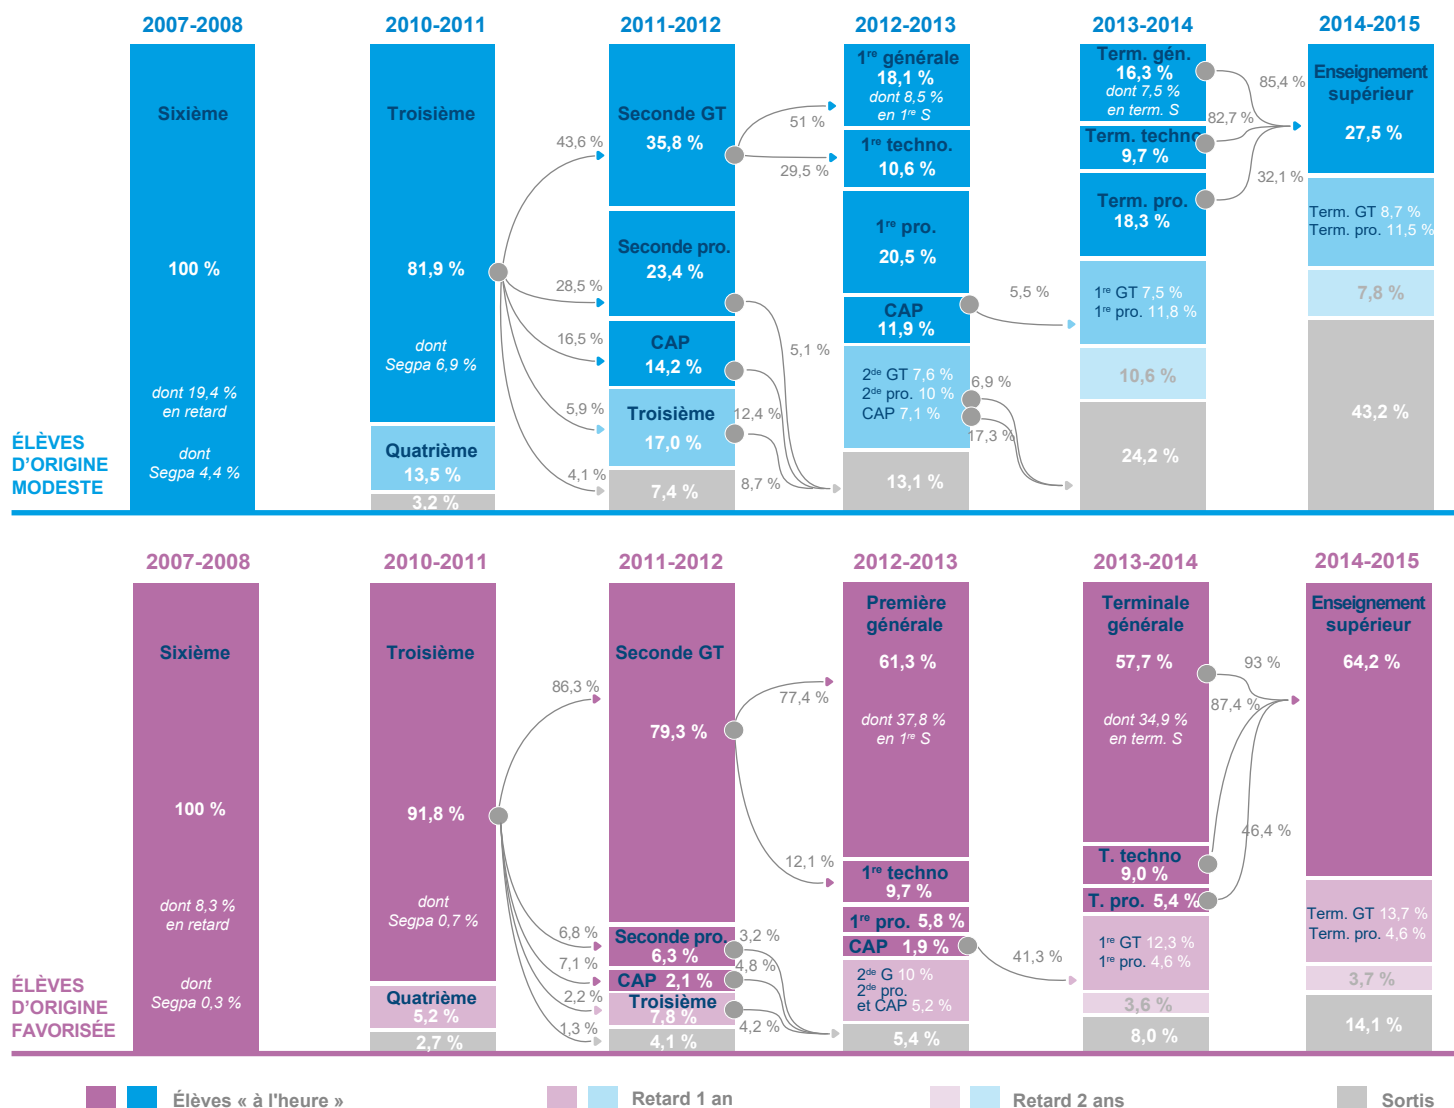 2007-2008
2010-2011
2011-2012
2012-2013
2013-2014
2014-2015
Sixième
100 %
dont 19,4 %
en retard
dont
Segpa 4,4 %
Troisième
81,9 %
dont
Segpa 6,9 %
Quatrième
13,5 %
3,2 %
43,6 %
28,5 %
16,5 %
5,9 %
4,1 %
Seconde GT
35,8 %
Seconde pro.
23,4 %
CAP
14,2 %
Troisième
17,0 %
7,4 %
51 %
29,5 %
5,1 %
12,4 %
8,7 %
1re générale
18,1 %
dont 8,5 %
en 1re S
1re techno.
10,6 %
1re pro.
20,5 %
CAP
11,9 %
2de GT 7,6 %
2de pro. 10 %
CAP 7,1 %
13,1 %
5,5 %
6,9 %
17,3 %
Term. gén.
16,3 %
dont 7,5 %
en term. S
Term. techno
9,7 %
Term. pro.
18,3 %
1re GT 7,5 %
1re pro. 11,8 %
10,6 %
24,2 %
85,4 %
82,7 %
32,1 %
Enseignement
supérieur
27,5 %
Term. GT 8,7 %
Term. pro. 11,5 %
7,8 %
43,2 %
ÉLÈVES
D'ORIGINE
MODESTE
2007-2008
2010-2011
2011-2012
2012-2013
2013-2014
2014-2015
Sixième
100 %
dont 8,3 %
en retard
dont
Segpa 0,3 %
Troisième
91,8 %
dont
Segpa 0,7 %
Quatrième
5,2 %
2,7 %
86,3 %
6,8 %
7,1 %
2,2 %
1,3 %
Seconde GT
79,3 %
Seconde pro.
6,3 %
CAP 2,1 %
Troisième
7,8 %
4,1 %
77,4 %
12,1 %
3,2 %
4,8 %
4,2 %
Première
générale
61,3 %
dont 37,8 %
en 1re S
1re techno
9,7 %
1re pro. 5,8 %
CAP 1,9 %
2de G 10 %
2de pro.
et CAP 5,2 %
5,4 %
41,3 %
Terminale
générale
57,7 %
dont 34,9 %
en term. S
T. techno
9,0 %
T. pro. 5,4 %
1re GT 12,3 %
1re pro. 4,6 %
3,6 %
8,0 %
93 %
87,4 %
46,4 %
Enseignement
supérieur
64,2 %
Term. GT 13,7 %
Term. pro. 4,6 %
3,7 %
14,1 %
ÉLÈVES
D'ORIGINE
FAVORISÉE
Élèves « à l'heure »
Retard 1 an
Retard 2 ans
Sortis